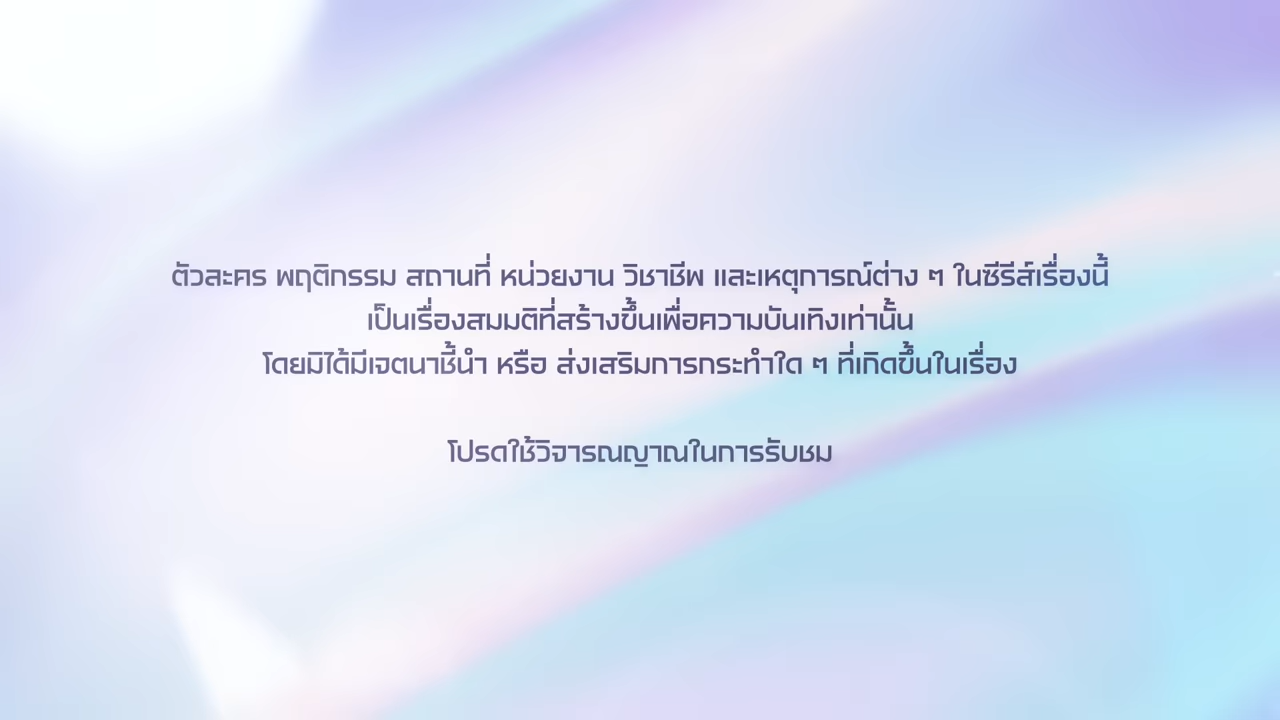 ตัวละคร พฤติกรรม สถานที่ หน่วยงาน วิชาชีพ และเหตุการณ์ต่าง ๆ ในซีรีส์เรื่องนี้
เป็นเรื่องสมมติที่สร้างขึ้นเพื่อความบันเทิงเท่านั้น
โดยมิได้มีเจตนาชี้นำ หรือ ส่งเสริมการกระทำใด ๆ ที่เกิดขึ้นในเรื่อง
โปรดใช้วิจารณญาณในการรับชม